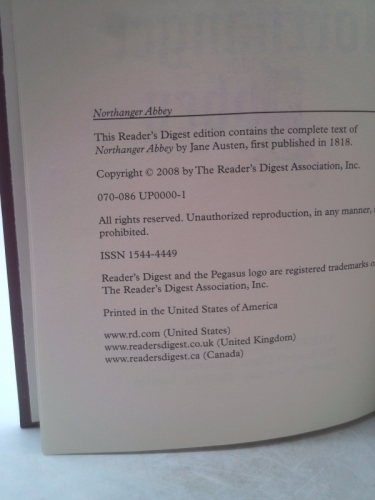 Northanger Abbey
This Reader's Digest edition contains the complete text of
Northanger Abbey by Jane Austen, first published in 1818.
Copyright © 2008 by The Reader's Digest Association, Inc.
070-086 UP0000-1
All rights reserved. Unauthorized reproduction, in any manner,
prohibited.
ISSN 1544-4449
Reader's Digest and the Pegasus logo are registered trademarks
The Reader's Digest Association, Inc.
Printed in the United States of America
www.rd.com (United States)
www.readersdigest.co.uk (United Kingdom)
www.readersdigest.ca (Canada)